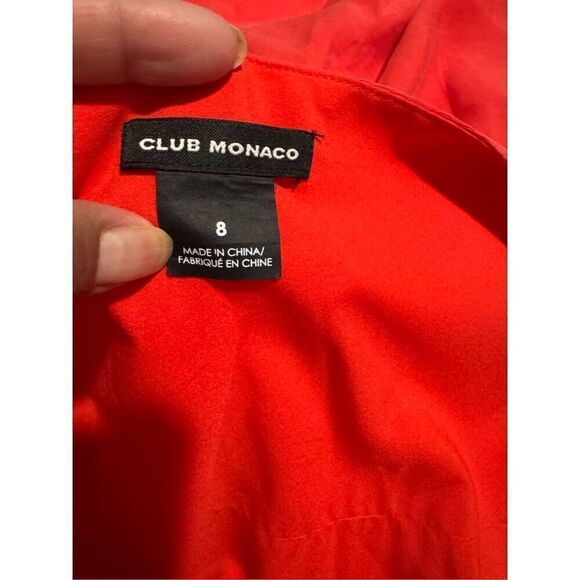 CLUB MONACO
8
MADE IN CHINA/
FABRIQUÉ EN CHINE